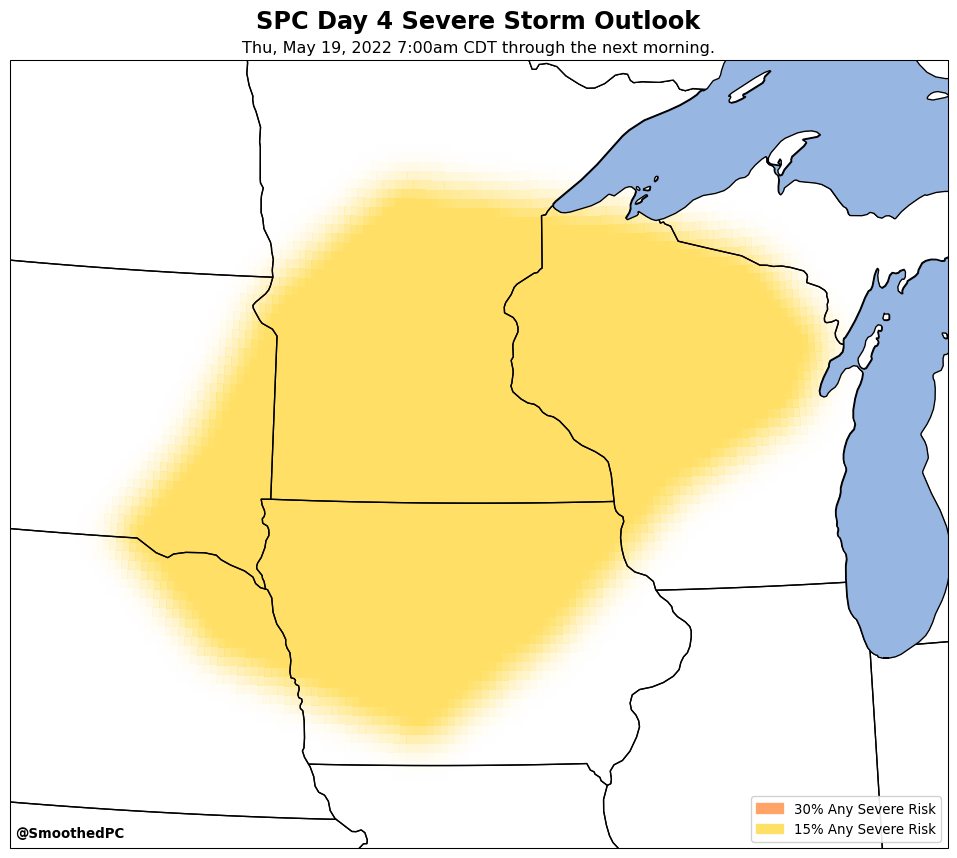 SPC Day 4 Severe Storm Outlook
Thu, May 19, 2022 7:00am CDT through the next morning.
30% Any Severe Risk
15% Any Severe Risk
@SmoothedPC